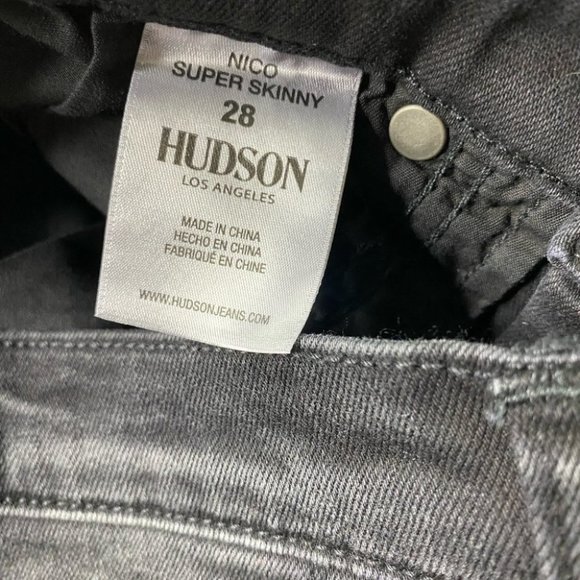 NICO
SUPER SKINNY
28
HUDSON
LOS ANGELES
MADE IN CHINA
HECHO EN CHINA
FABRIQUÉ EN CHINE
WWW.HUDSONJEANS.COM